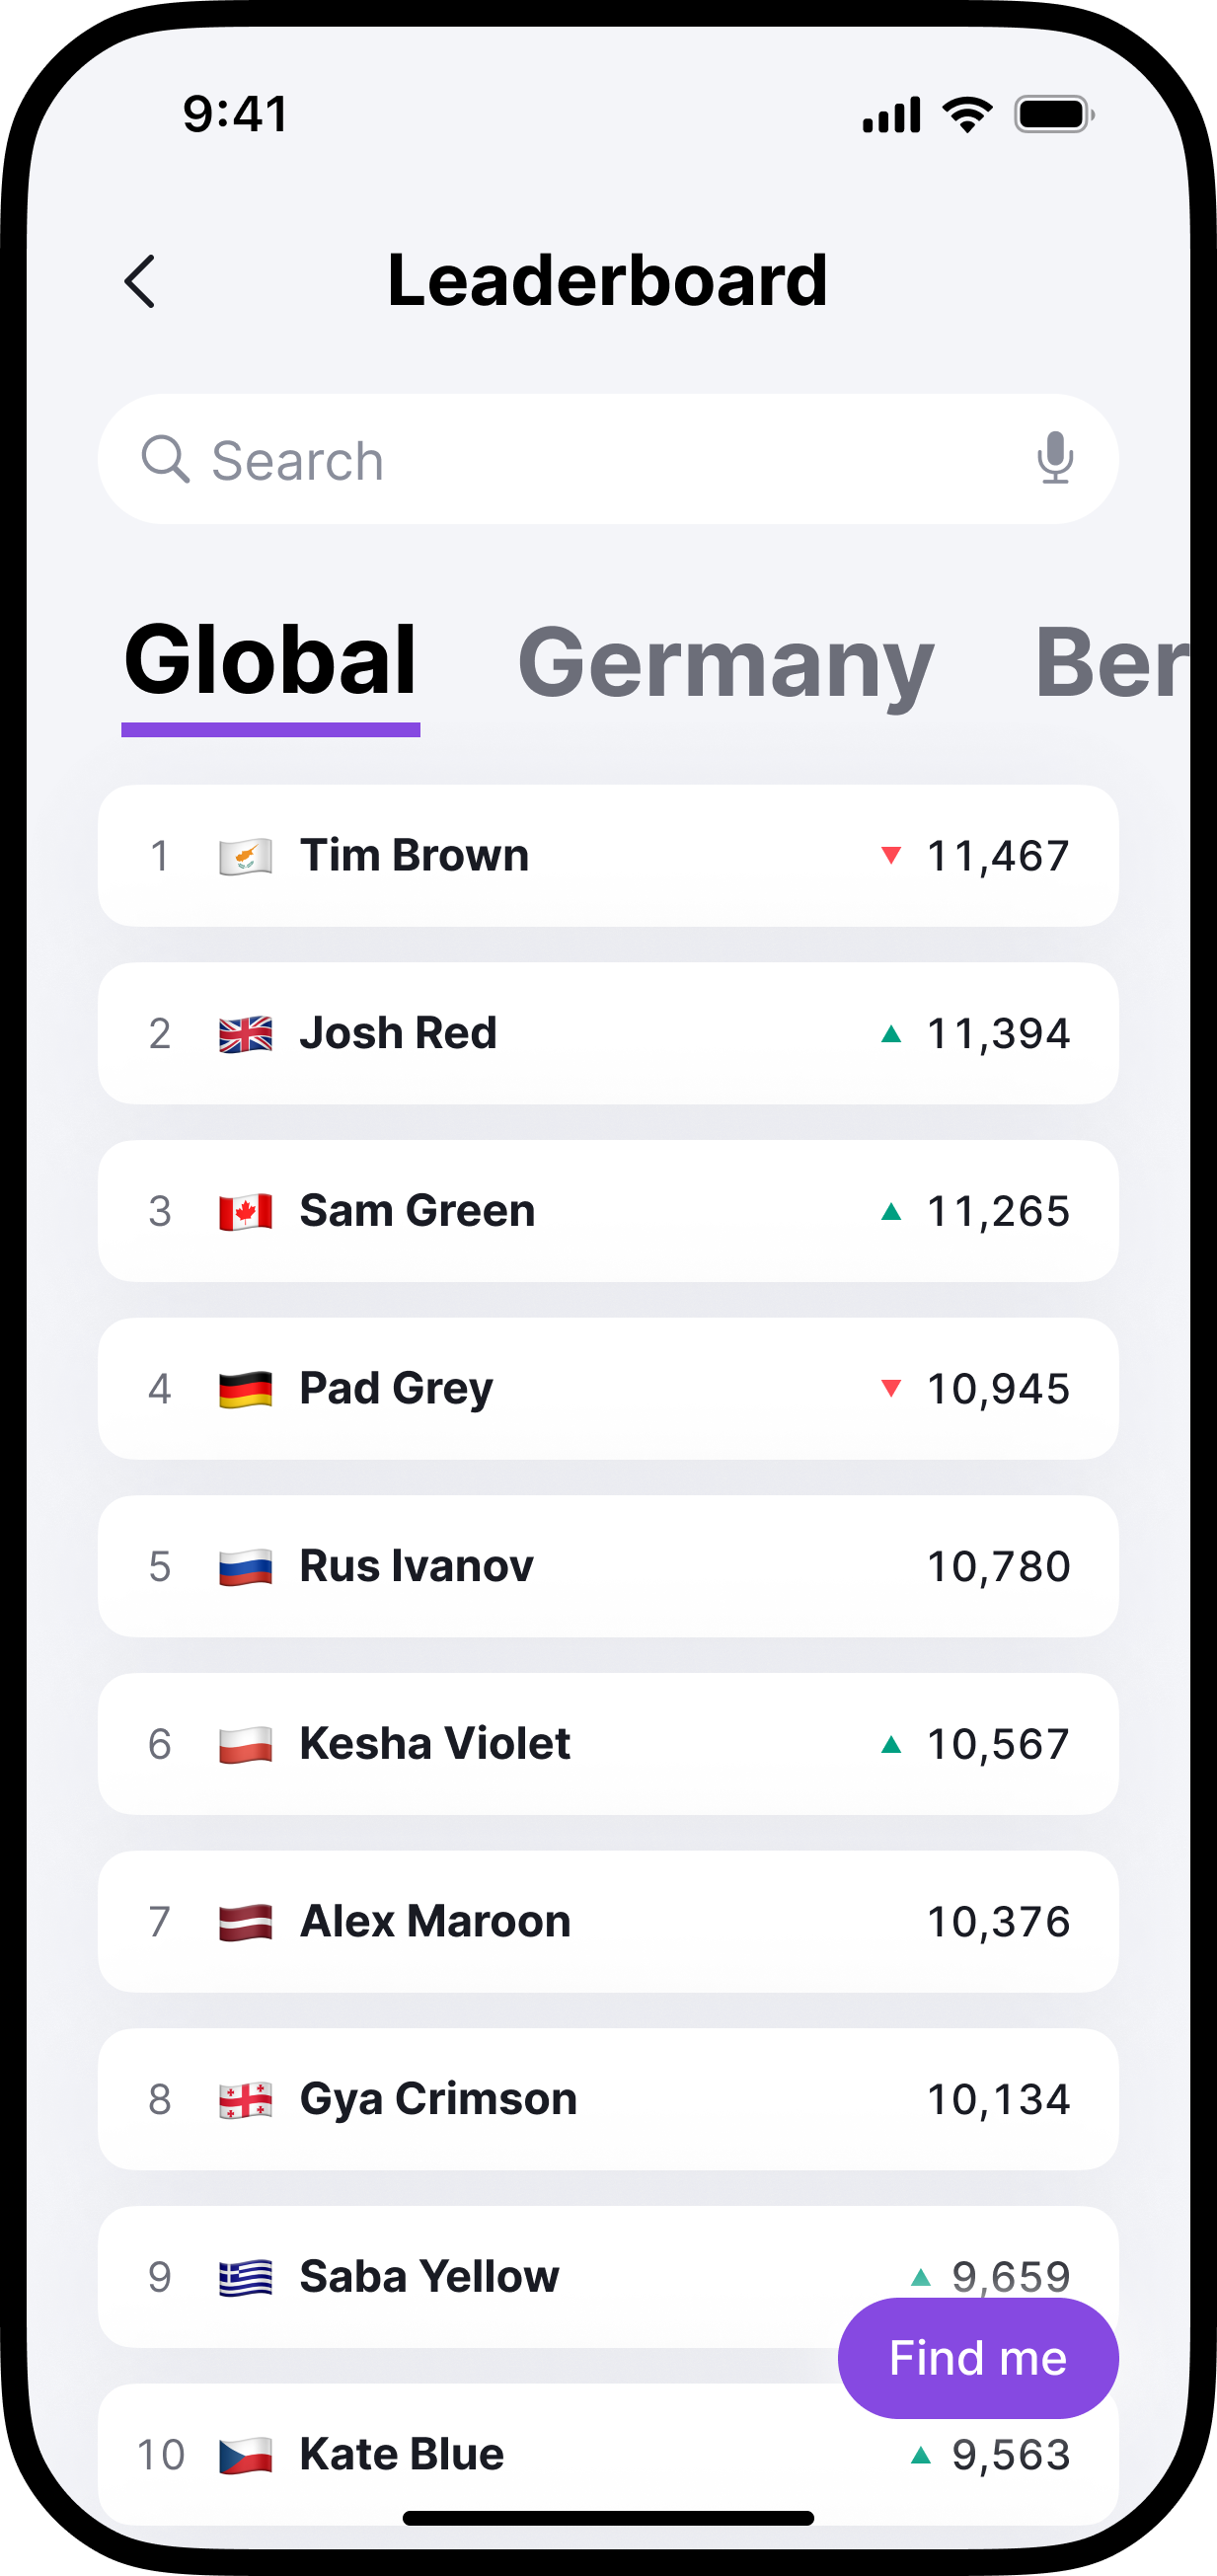 9:41
Leaderboard
Search
Global Germany Ber
1 Tim Brown 11,467
2 Josh Red 11,394
3 Sam Green 11,265
4 Pad Grey 10,945
5 Rus Ivanov 10,780
6 Kesha Violet 10,567
7 Alex Maroon 10,376
8 Gya Crimson 10,134
9 Saba Yellow 9,659
Find me
10 Kate Blue 9,563